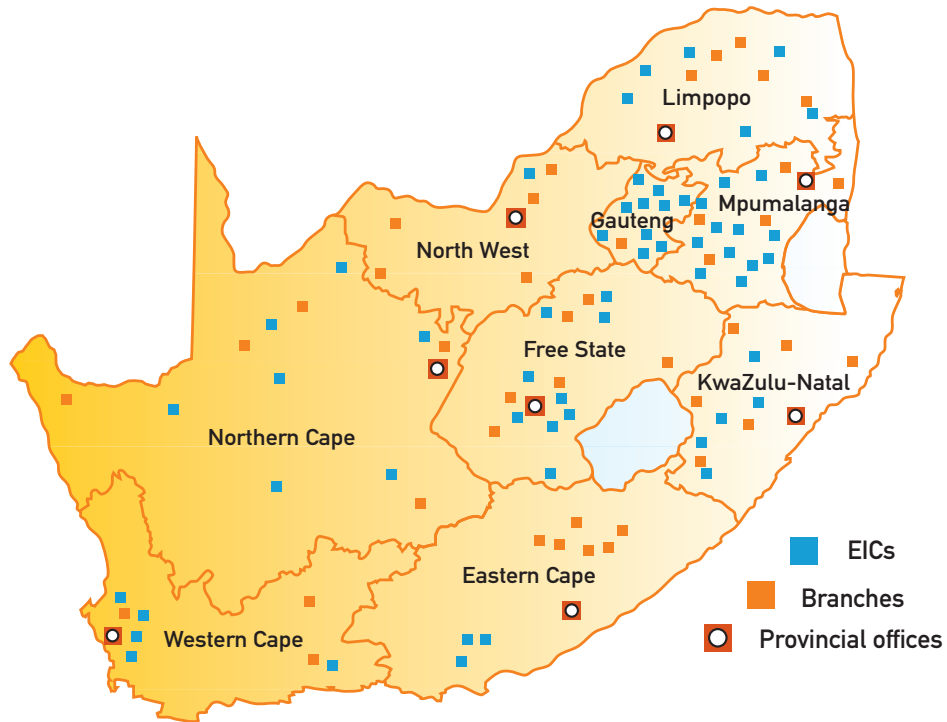 Limpopo
Mpumalanga
Gauteng
North West
Free State
KwaZulu-Natal
Northern Cape
Eastern Cape
Western Cape
EICs
Branches
Provincial offices